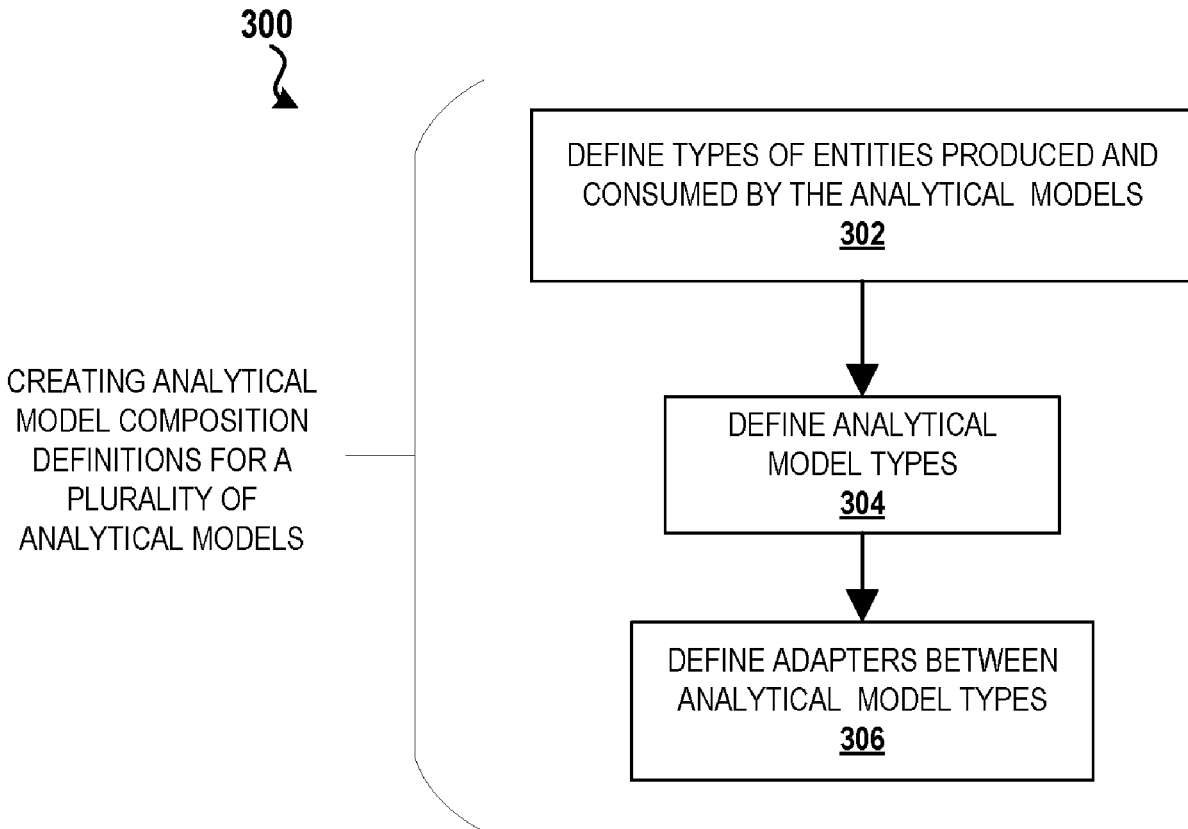 300
DEFINE TYPES OF ENTITIES PRODUCED AND
CONSUMED BY THE ANALYTICAL MODELS
302
CREATING ANALYTICAL
MODEL COMPOSITION
DEFINITIONS FOR A
PLURALITY OF
ANALYTICAL MODELS
DEFINE ANALYTICAL
MODEL TYPES
304
DEFINE ADAPTERS BETWEEN
ANALYTICAL MODEL TYPES
306